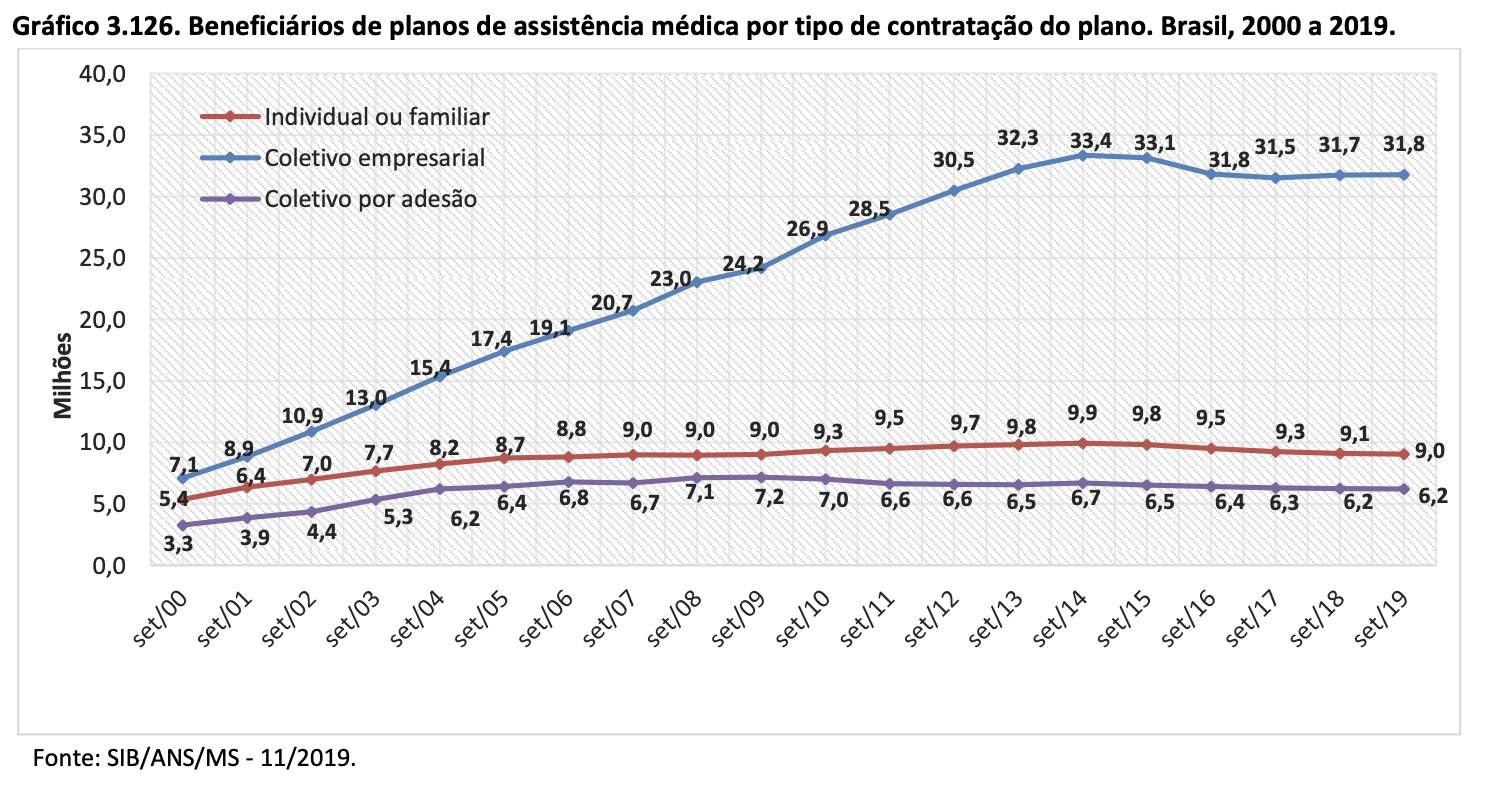 Gráfico 3.126. Beneficiários de planos de assistência médica por tipo de contratação do plano. Brasil, 2000 a 2019.
Milhões
40,0
35,0
30,0
25,0
20,0
15,0
10,0
5,0
0,0
Individual ou familiar
Coletivo empresarial
Coletivo por adesão
7,1 8,9 10,9 13,0 15,4 17,4 19,1 20,7 23,0 24,2 26,9 28,5 30,5 32,3 33,4 33,1 31,8 31,5 31,7 31,8
5,4 6,4 7,0 7,7 8,2 8,7 8,8 9,0 9,0 9,0 9,3 9,5 9,7 9,8 9,9 9,8 9,5 9,3 9,1 9,0
3,3 3,9 4,4 5,3 6,2 6,4 6,8 6,7 7,1 7,2 7,0 6,6 6,6 6,5 6,7 6,5 6,4 6,3 6,2 6,2
set/00 set/01 set/02 set/03 set/04 set/05 set/06 set/07 set/08 set/09 set/10 set/11 set/12 set/13 set/14 set/15 set/16 set/17 set/18 set/19
Fonte: SIB/ANS/MS - 11/2019.